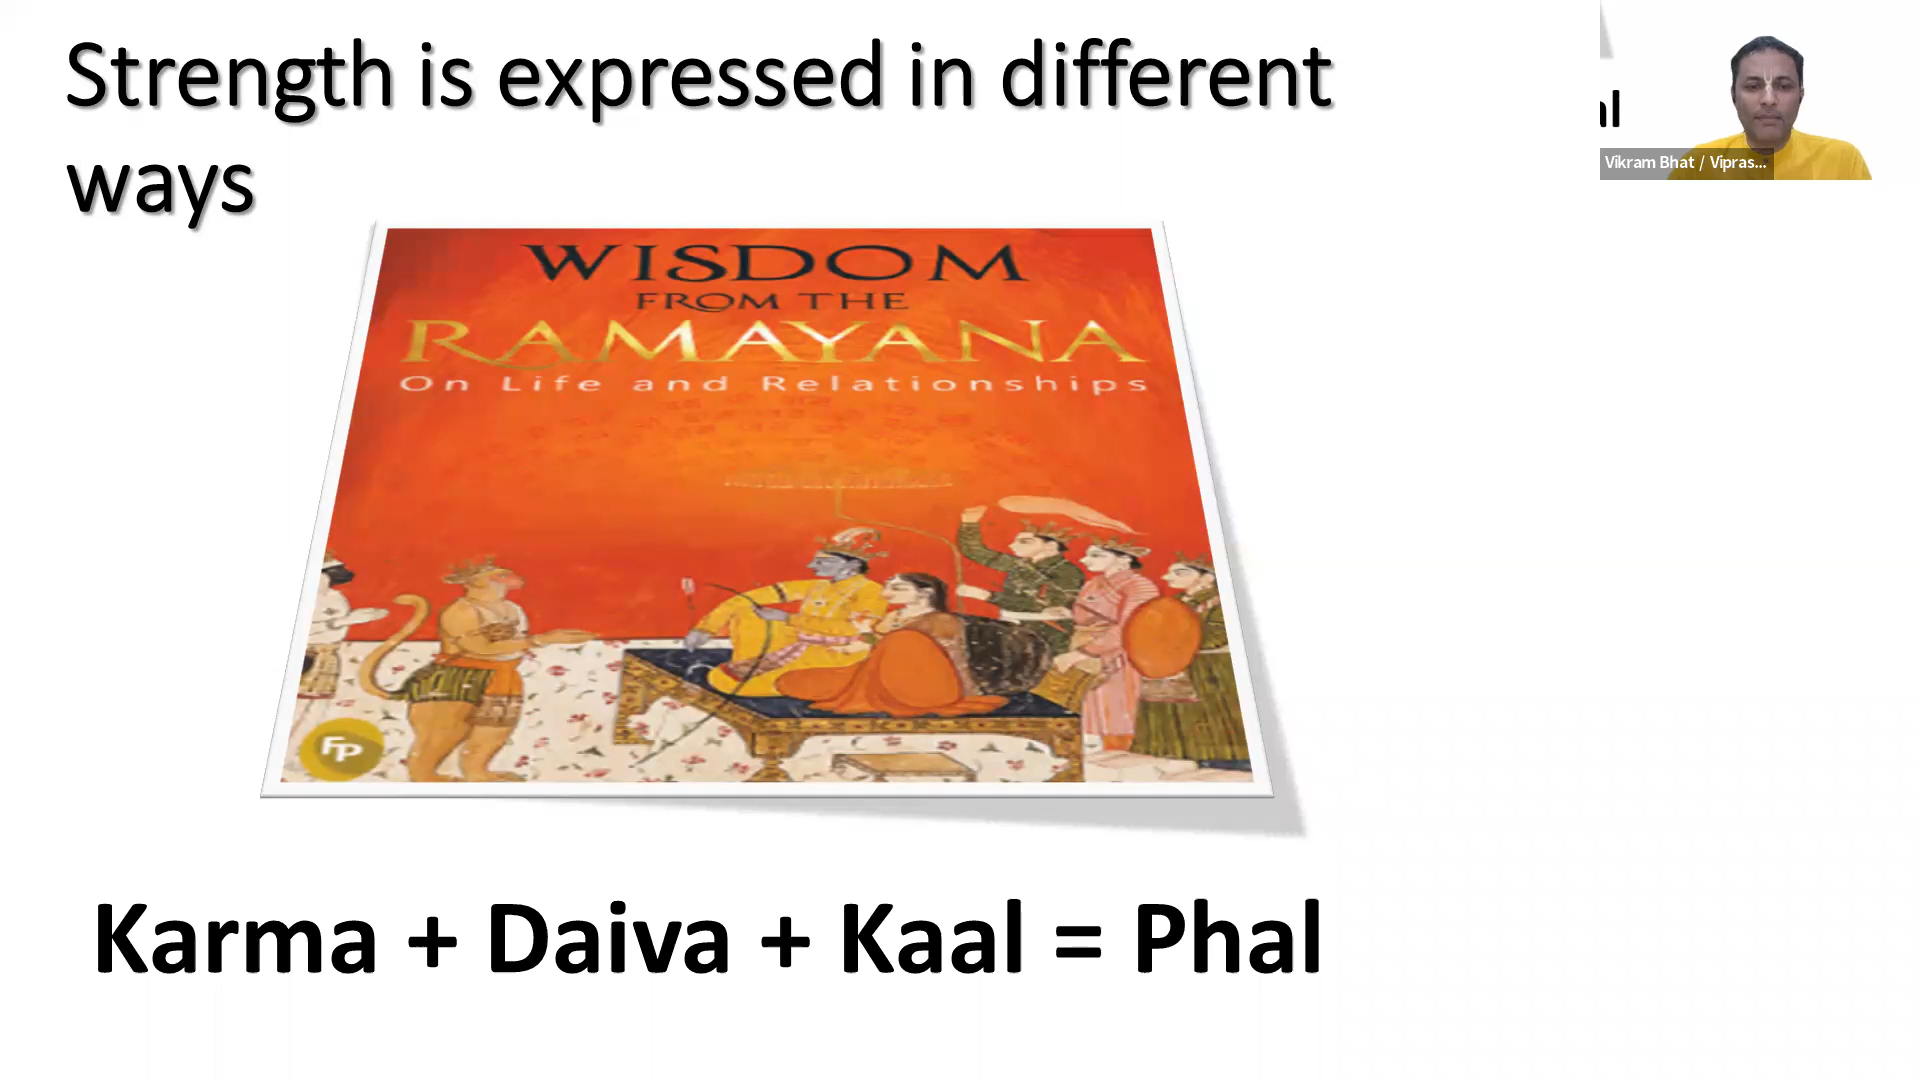 Strength is expressed in different
ways
al
Vikram Bhat / Vipras...
WISDOM
FROM THE
RAMAYANA
On Life and Relationships
FP
Karma + Daiva + Kaal = Phal